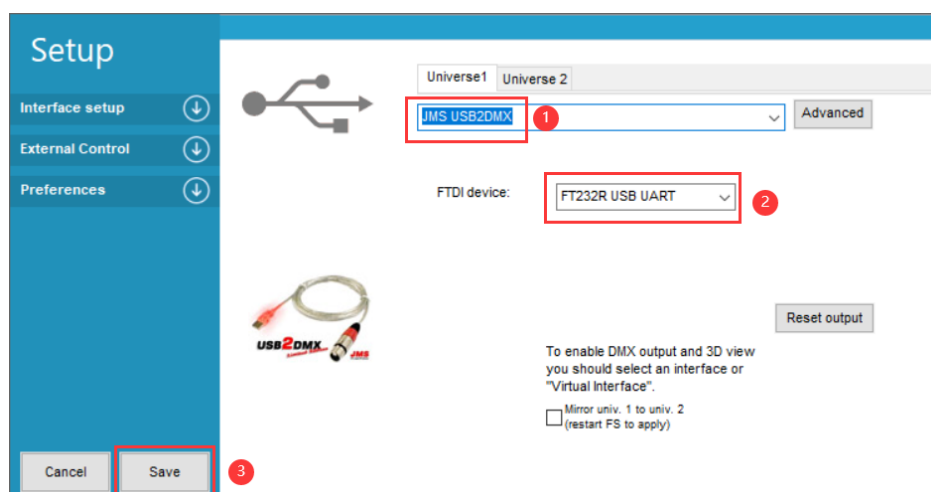 Setup
Interface setup
External Control
Preferences
Universe1 Universe 2
JMS USB2DMX 1 Advanced
FTDI device: FT232R USB UART 2
Reset output
USB2DMX
Limited Edition
JMS
To enable DMX output and 3D view
you should select an interface or
"Virtual Interface".
Mirror univ. 1 to univ. 2
(restart FS to apply)
Cancel Save 3